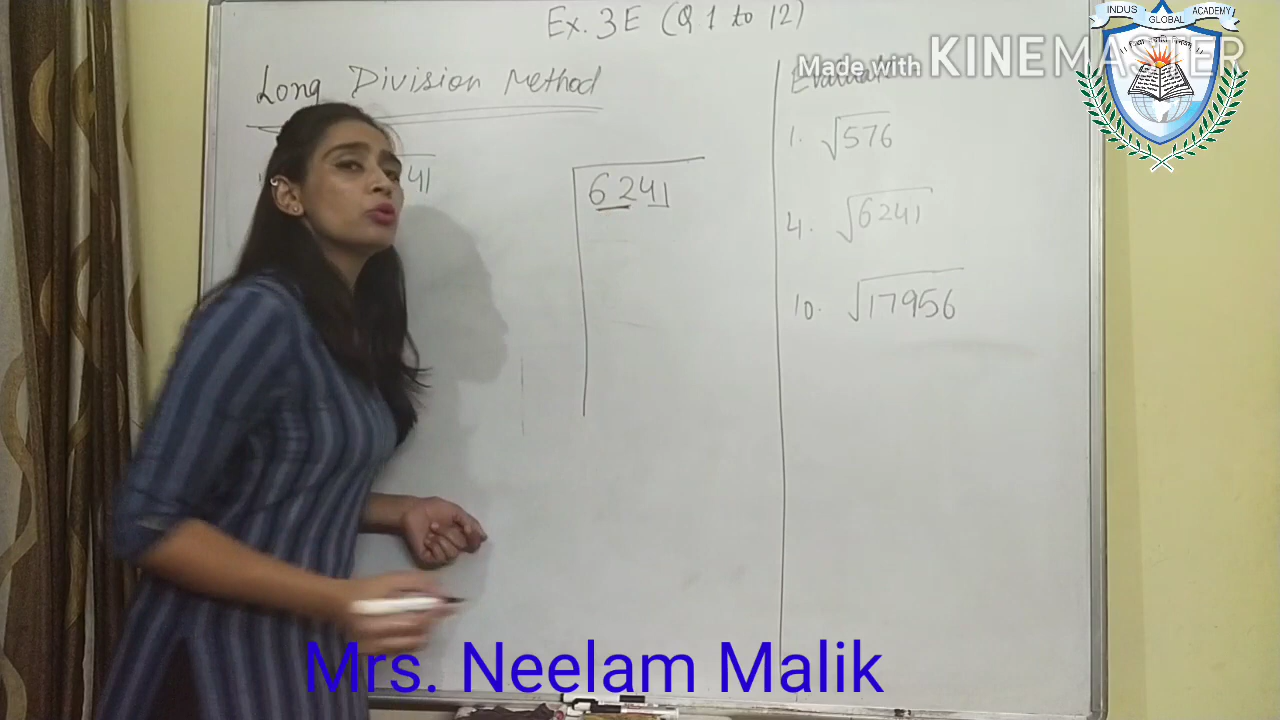 Ex. 3E (Q 1 to 12)
Long Division Method
41
6241
1. √576
4. √6241
10. √17956
Made with KINEMASTER
INDUS GLOBAL ACADEMY
Mrs. Neelam Malik